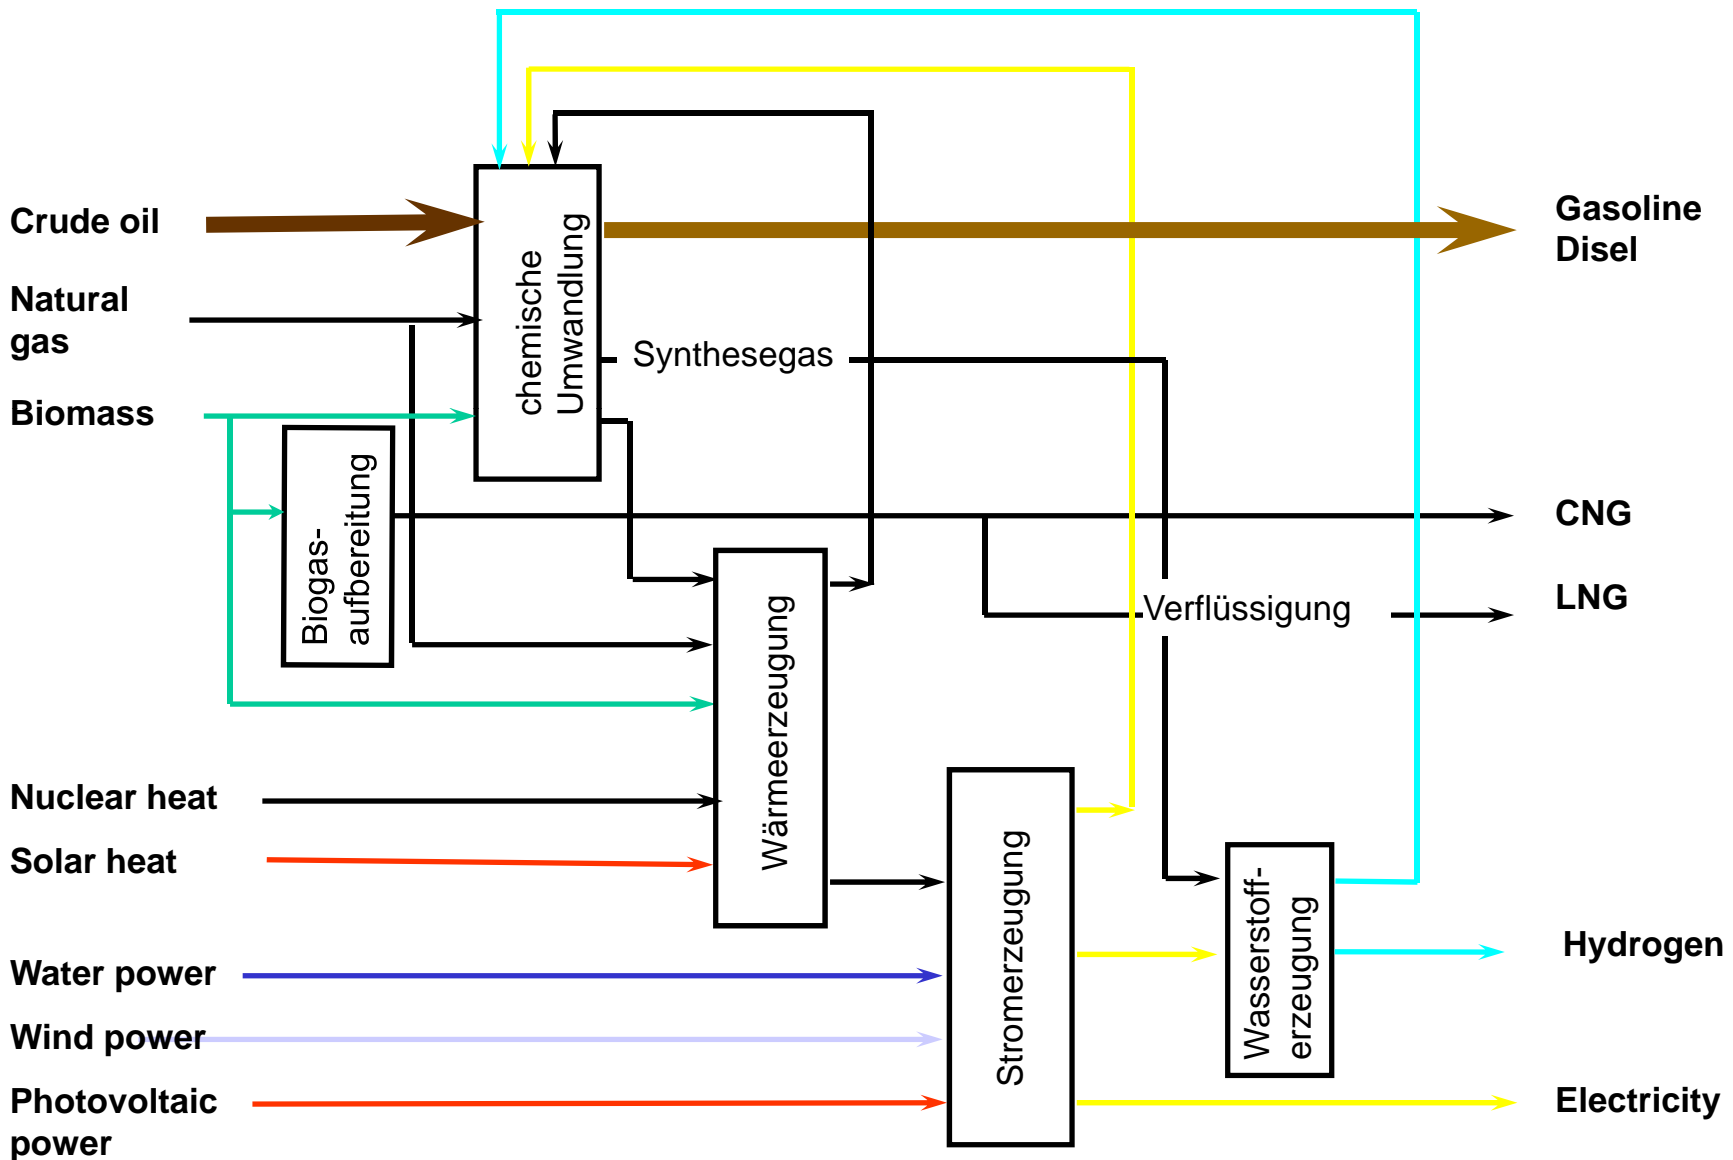 Crude oil
Natural
gas
Biomass
Nuclear heat
Solar heat
Water power
Wind power
Photovoltaic
power
chemische
Umwandlung
Synthesegas
Biogas-
aufbereitung
Wärmeerzeugung
Verflüssigung
Stromerzeugung
Wasserstoff-
erzeugung
Gasoline
Disel
CNG
LNG
Hydrogen
Electricity